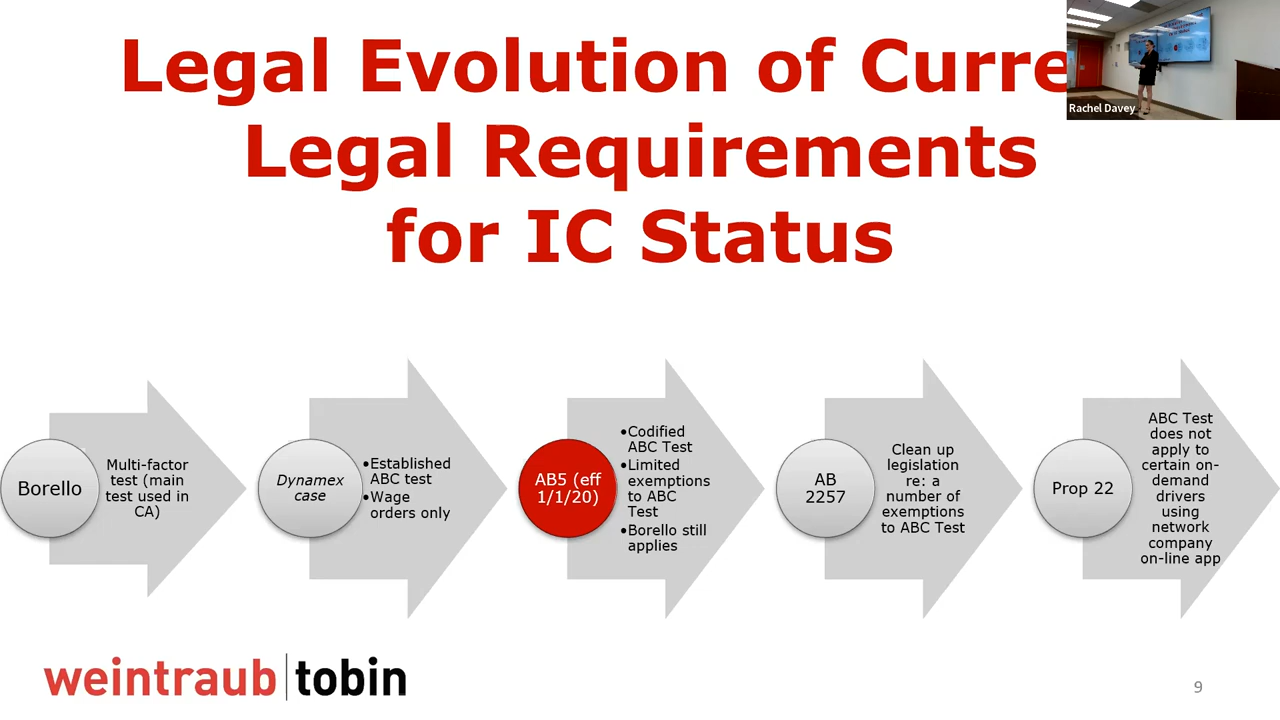 Legal Evolution of Curre
Legal Requirements
for IC Status
Rachel Davey
Borello
Multi-factor
test (main
test used in
CA)
Dynamex
case
•Established
ABC test
•Wage
orders only
AB5 (eff
1/1/20)
•Codified
ABC Test
•Limited
exemptions
to ABC
Test
•Borello still
applies
AB
2257
Clean up
legislation
re: a
number of
exemptions
to ABC Test
Prop 22
ABC Test
does not
apply to
certain on-
demand
drivers
using
network
company
on-line app
weintraub|tobin
9